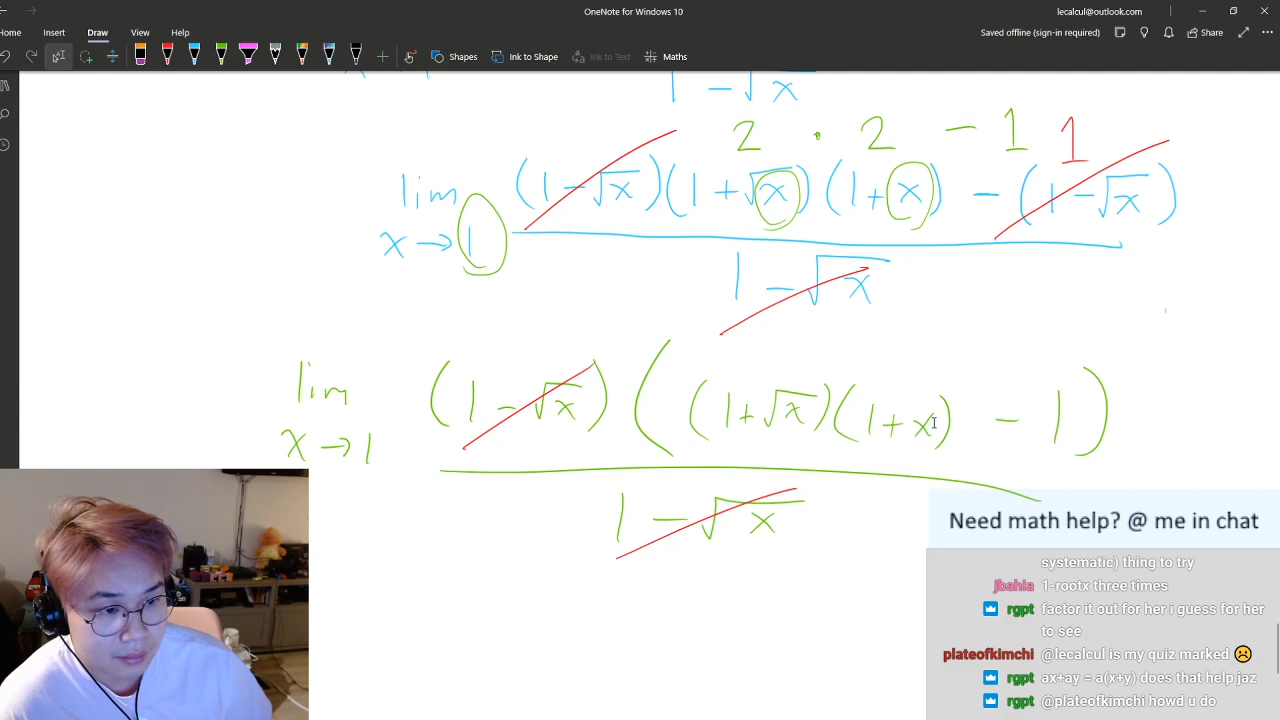 OneNote for Windows 10
lecalcul@outlook.com
Home Insert Draw View Help
Saved offline (sign-in required) Share
Shapes Ink to Shape Ink to Text Maths
1 - √x
2 · 2 - 1 1
lim x → 1 (1 - √x)(1 + √x)(1 + x) - (1 - √x)
1 - √x
lim x → 1 (1 - √x)((1 + √x)(1 + x) - 1)
1 - √x
Need math help? @ me in chat
systematic) thing to try
jbahla 1-rootx three times
rgpt factor it out for her i guess for her
to see
plateofkimchi @lecalcul is my quiz marked ☹️
rgpt ax+ay = a(x+y) does that help jaz
rgpt @plateofkimchi howd u do